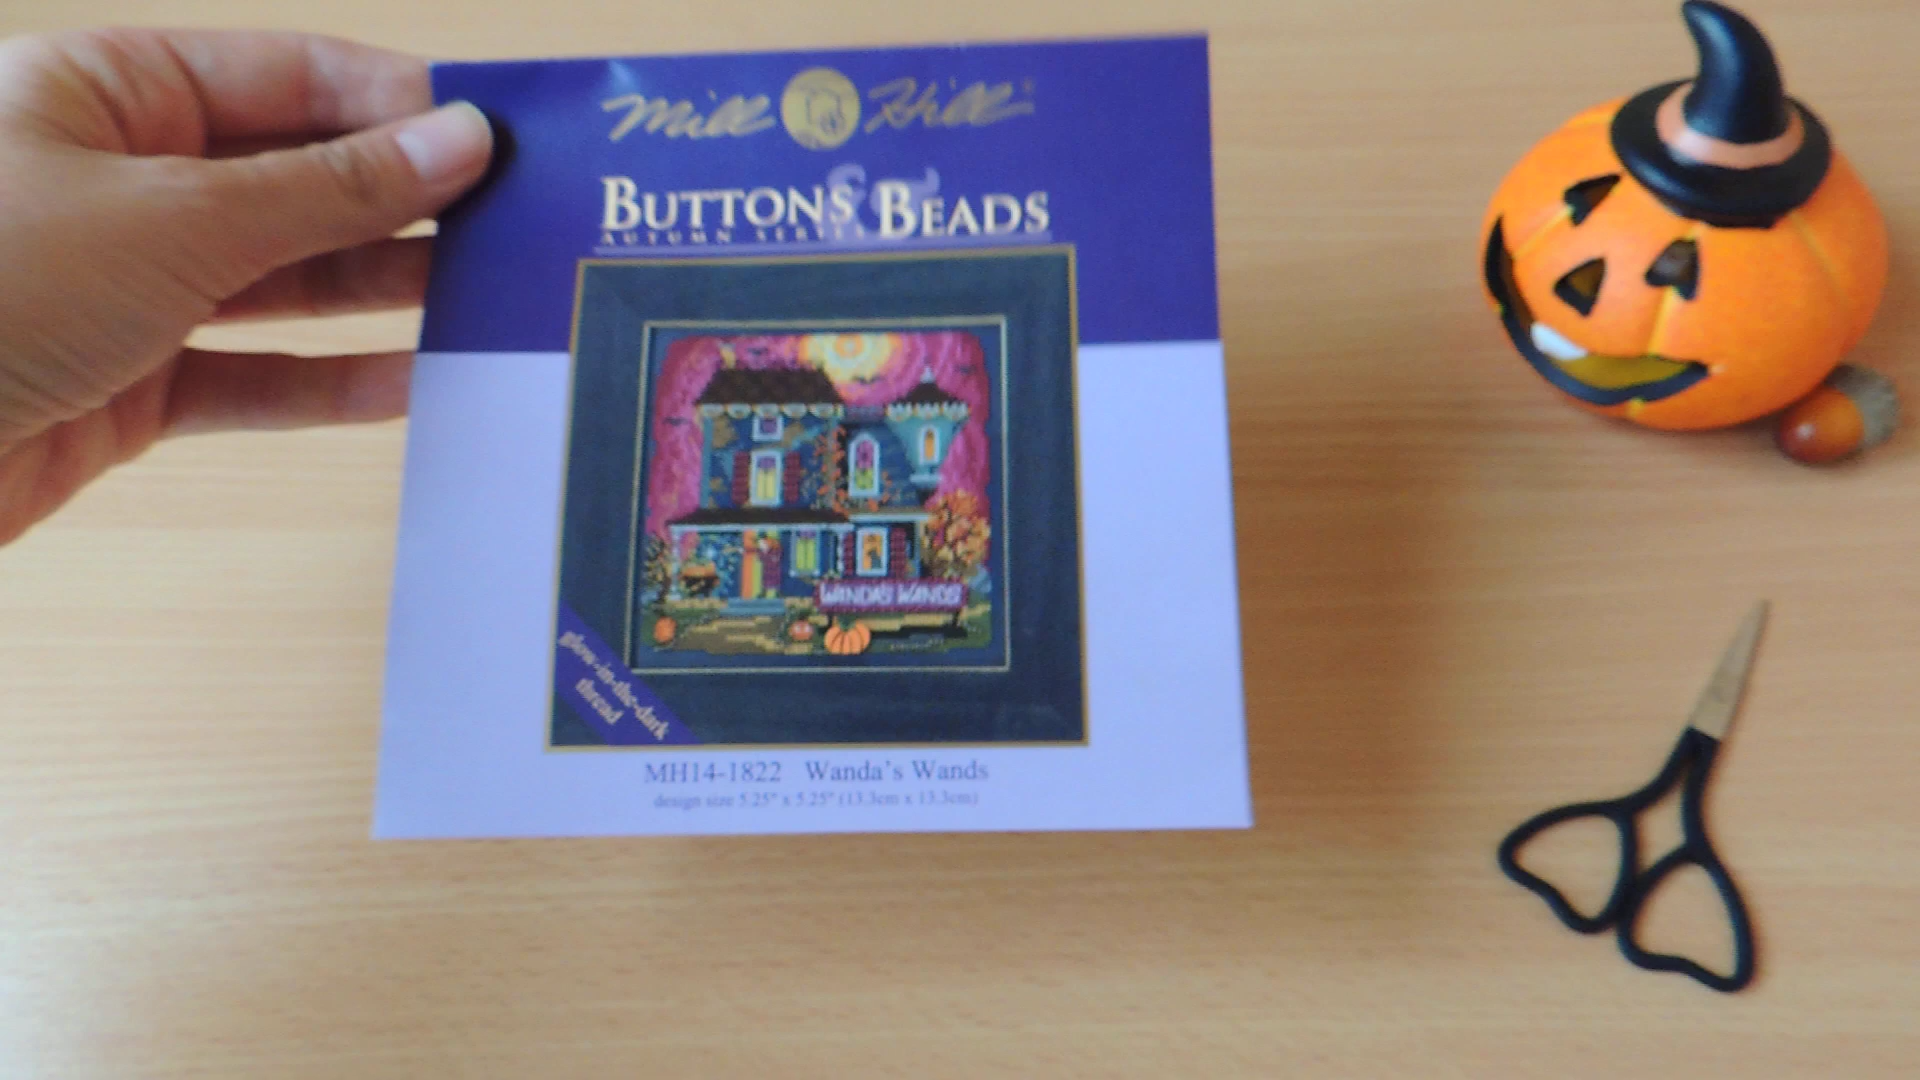 Mill Hill®
BUTTONS & BEADS
AUTUMN SERIES
WANDA'S WANDS
glow-in-the-dark
thread
MH14-1822 Wanda's Wands
design size 5.25" x 5.25" (13.3cm x 13.3cm)